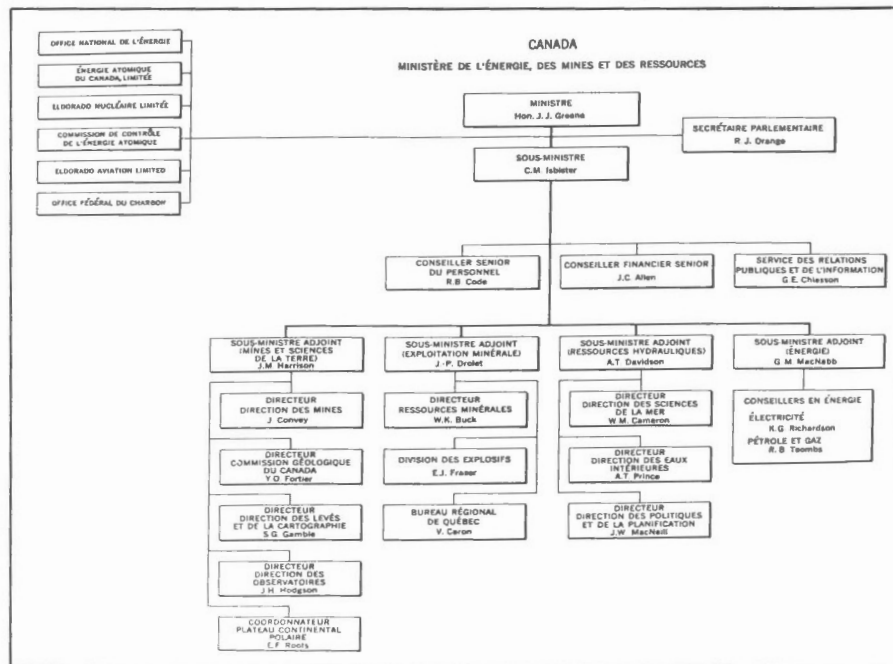 OFFICE NATIONAL DE L'ÉNERGIE
ÉNERGIE ATOMIQUE
DU CANADA, LIMITÉE
ELDORADO NUCLÉAIRE LIMITÉE
COMMISSION DE CONTRÔLE
DE L'ÉNERGIE ATOMIQUE
ELDORADO AVIATION LIMITED
OFFICE FÉDÉRAL DU CHARBON
CANADA
MINISTÈRE DE L'ÉNERGIE, DES MINES ET DES RESSOURCES
MINISTRE
Hon. J. J. Greene
SECRÉTAIRE PARLEMENTAIRE
R. J. Orange
SOUS-MINISTRE
C.M. Isbister
CONSEILLER SENIOR
DU PERSONNEL
R.B. Code
CONSEILLER FINANCIER SENIOR
J.C. Allen
SERVICE DES RELATIONS
PUBLIQUES ET DE L'INFORMATION
G.E. Chiasson
SOUS-MINISTRE ADJOINT
(MINES ET SCIENCES
DE LA TERRE)
J.M. Harrison
DIRECTEUR
DIRECTION DES MINES
J. Convey
DIRECTEUR
COMMISSION GÉOLOGIQUE
DU CANADA
Y.O. Fortier
DIRECTEUR
DIRECTION DES LEVÉS
ET DE LA CARTOGRAPHIE
S.G. Gamble
DIRECTEUR
DIRECTION DES
OBSERVATOIRES
J.H. Hodgson
COORDONNATEUR
PLATEAU CONTINENTAL
POLAIRE
E.F. Roots
SOUS-MINISTRE ADJOINT
(EXPLOITATION MINÉRALE)
J.-P. Drolet
DIRECTEUR
RESSOURCES MINÉRALES
W.K. Buck
DIVISION DES EXPLOSIFS
E.J. Fraser
BUREAU RÉGIONAL
DE QUÉBEC
V. Caron
SOUS-MINISTRE ADJOINT
(RESSOURCES HYDRAULIQUES)
A.T. Davidson
DIRECTEUR
DIRECTION DES SCIENCES
DE LA MER
W.M. Cameron
DIRECTEUR
DIRECTION DES EAUX
INTÉRIEURES
A.T. Prince
DIRECTEUR
DIRECTION DES POLITIQUES
ET DE LA PLANIFICATION
J.W. MacNeill
SOUS-MINISTRE ADJOINT
(ÉNERGIE)
G.M. MacNabb
CONSEILLERS EN ÉNERGIE
ÉLECTRICITÉ
K.G. Richardson
PÉTROLE ET GAZ
R.B. Toombs